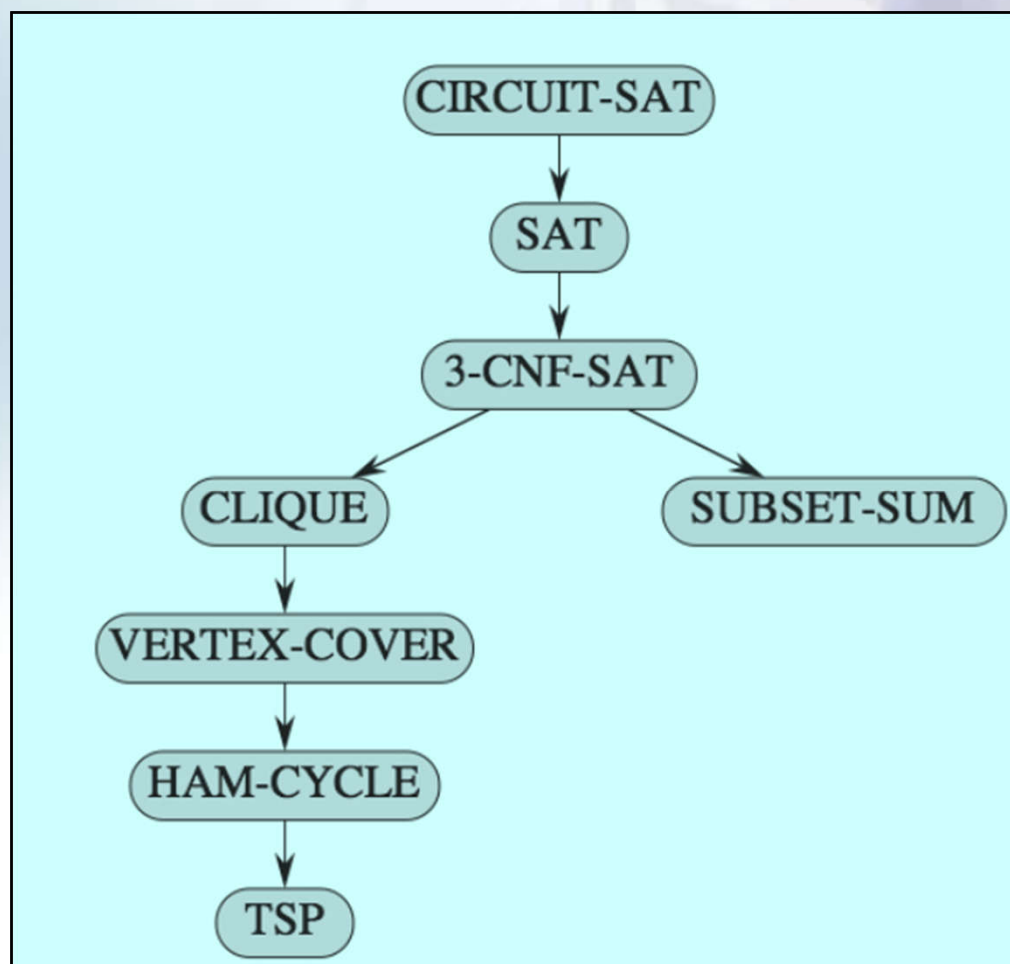 CIRCUIT-SAT
SAT
3-CNF-SAT
CLIQUE
SUBSET-SUM
VERTEX-COVER
HAM-CYCLE
TSP